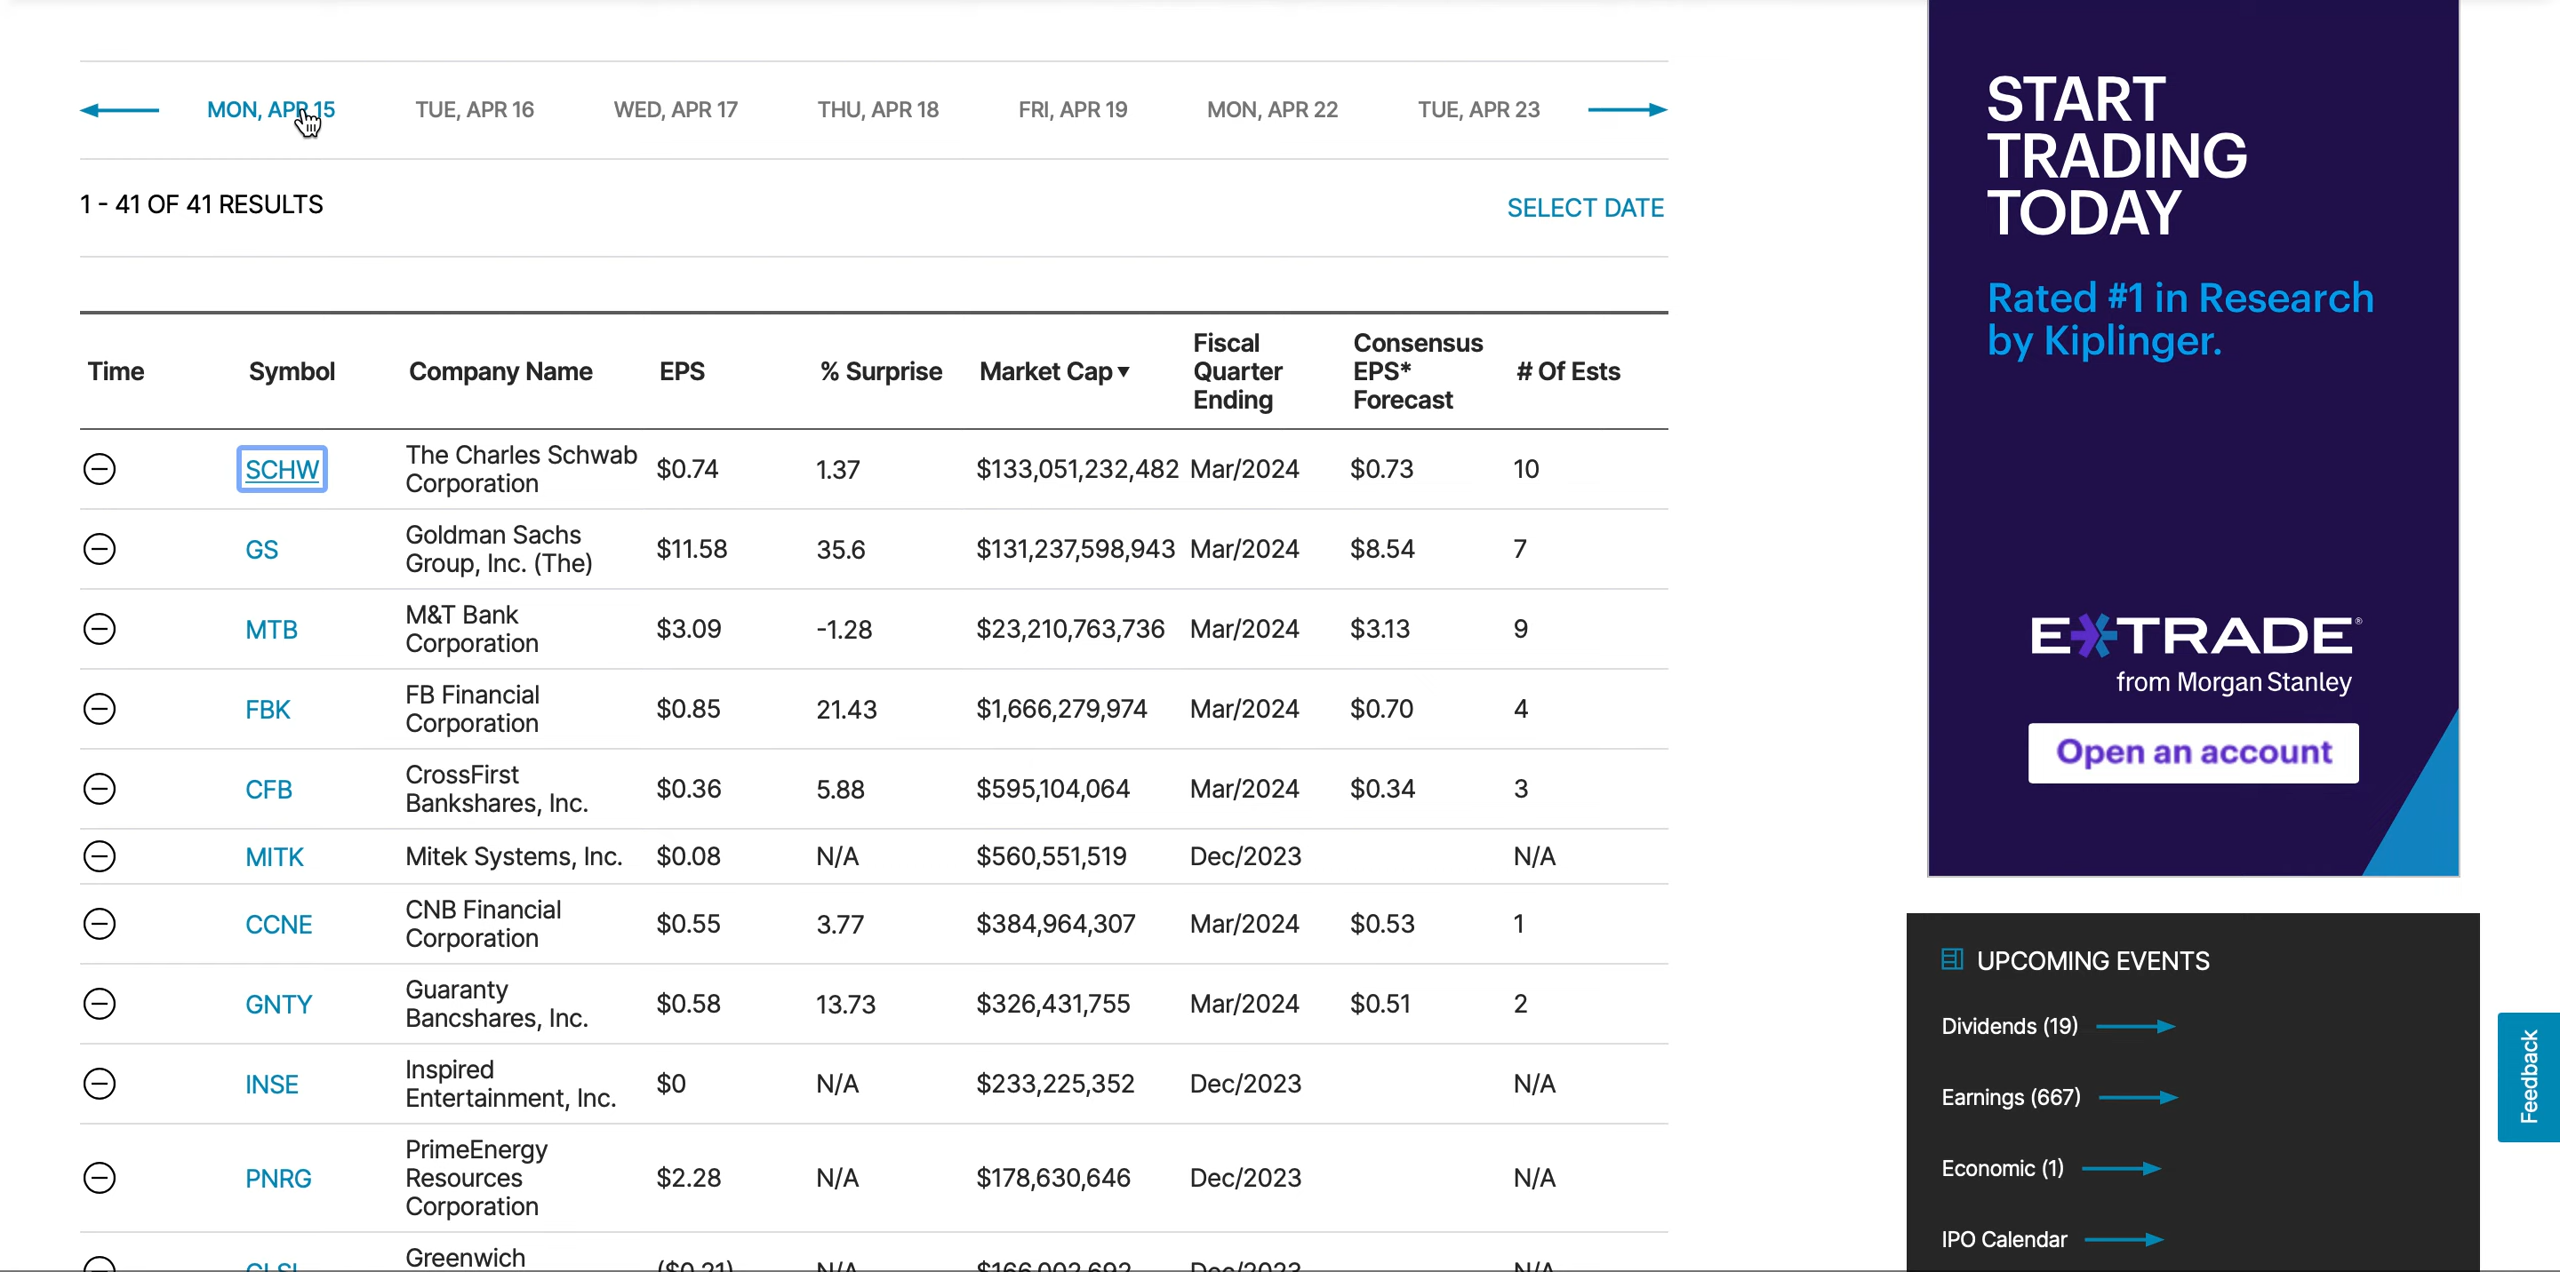 MON, APR 15 TUE, APR 16 WED, APR 17 THU, APR 18 FRI, APR 19 MON, APR 22 TUE, APR 23
1 - 41 OF 41 RESULTS SELECT DATE
Time Symbol Company Name EPS % Surprise Market Cap▼ Fiscal Quarter Ending Consensus EPS* Forecast # Of Ests
SCHW The Charles Schwab Corporation $0.74 1.37 $133,051,232,482 Mar/2024 $0.73 10
GS Goldman Sachs Group, Inc. (The) $11.58 35.6 $131,237,598,943 Mar/2024 $8.54 7
MTB M&T Bank Corporation $3.09 -1.28 $23,210,763,736 Mar/2024 $3.13 9
FBK FB Financial Corporation $0.85 21.43 $1,666,279,974 Mar/2024 $0.70 4
CFB CrossFirst Bankshares, Inc. $0.36 5.88 $595,104,064 Mar/2024 $0.34 3
MITK Mitek Systems, Inc. $0.08 N/A $560,551,519 Dec/2023 N/A
CCNE CNB Financial Corporation $0.55 3.77 $384,964,307 Mar/2024 $0.53 1
GNTY Guaranty Bancshares, Inc. $0.58 13.73 $326,431,755 Mar/2024 $0.51 2
INSE Inspired Entertainment, Inc. $0 N/A $233,225,352 Dec/2023 N/A
PNRG PrimeEnergy Resources Corporation $2.28 N/A $178,630,646 Dec/2023 N/A
Greenwich
START
TRADING
TODAY
Rated #1 in Research
by Kiplinger.
E*TRADE®
from Morgan Stanley
Open an account
UPCOMING EVENTS
Dividends (19)
Earnings (667)
Economic (1)
IPO Calendar
Feedback